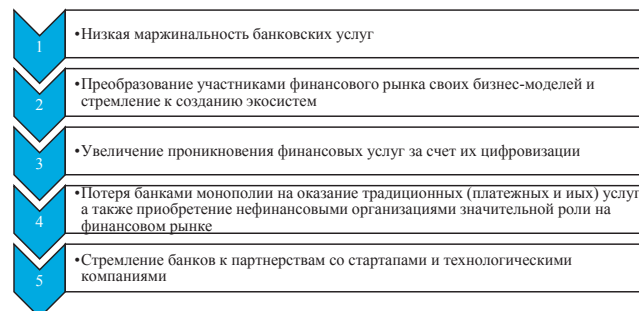 1
•Низкая маржинальность банковских услуг
2
•Преобразование участниками финансового рынка своих бизнес-моделей и
стремление к созданию экосистем
3
•Увеличение проникновения финансовых услуг за счет их цифровизации
4
•Потеря банками монополии на оказание традиционных (платежных и иых) услуг
а также приобретение нефинансовыми организациями значительной роли на
финансовом рынке
5
•Стремление банков к партнерствам со стартапами и технологическими
компаниями